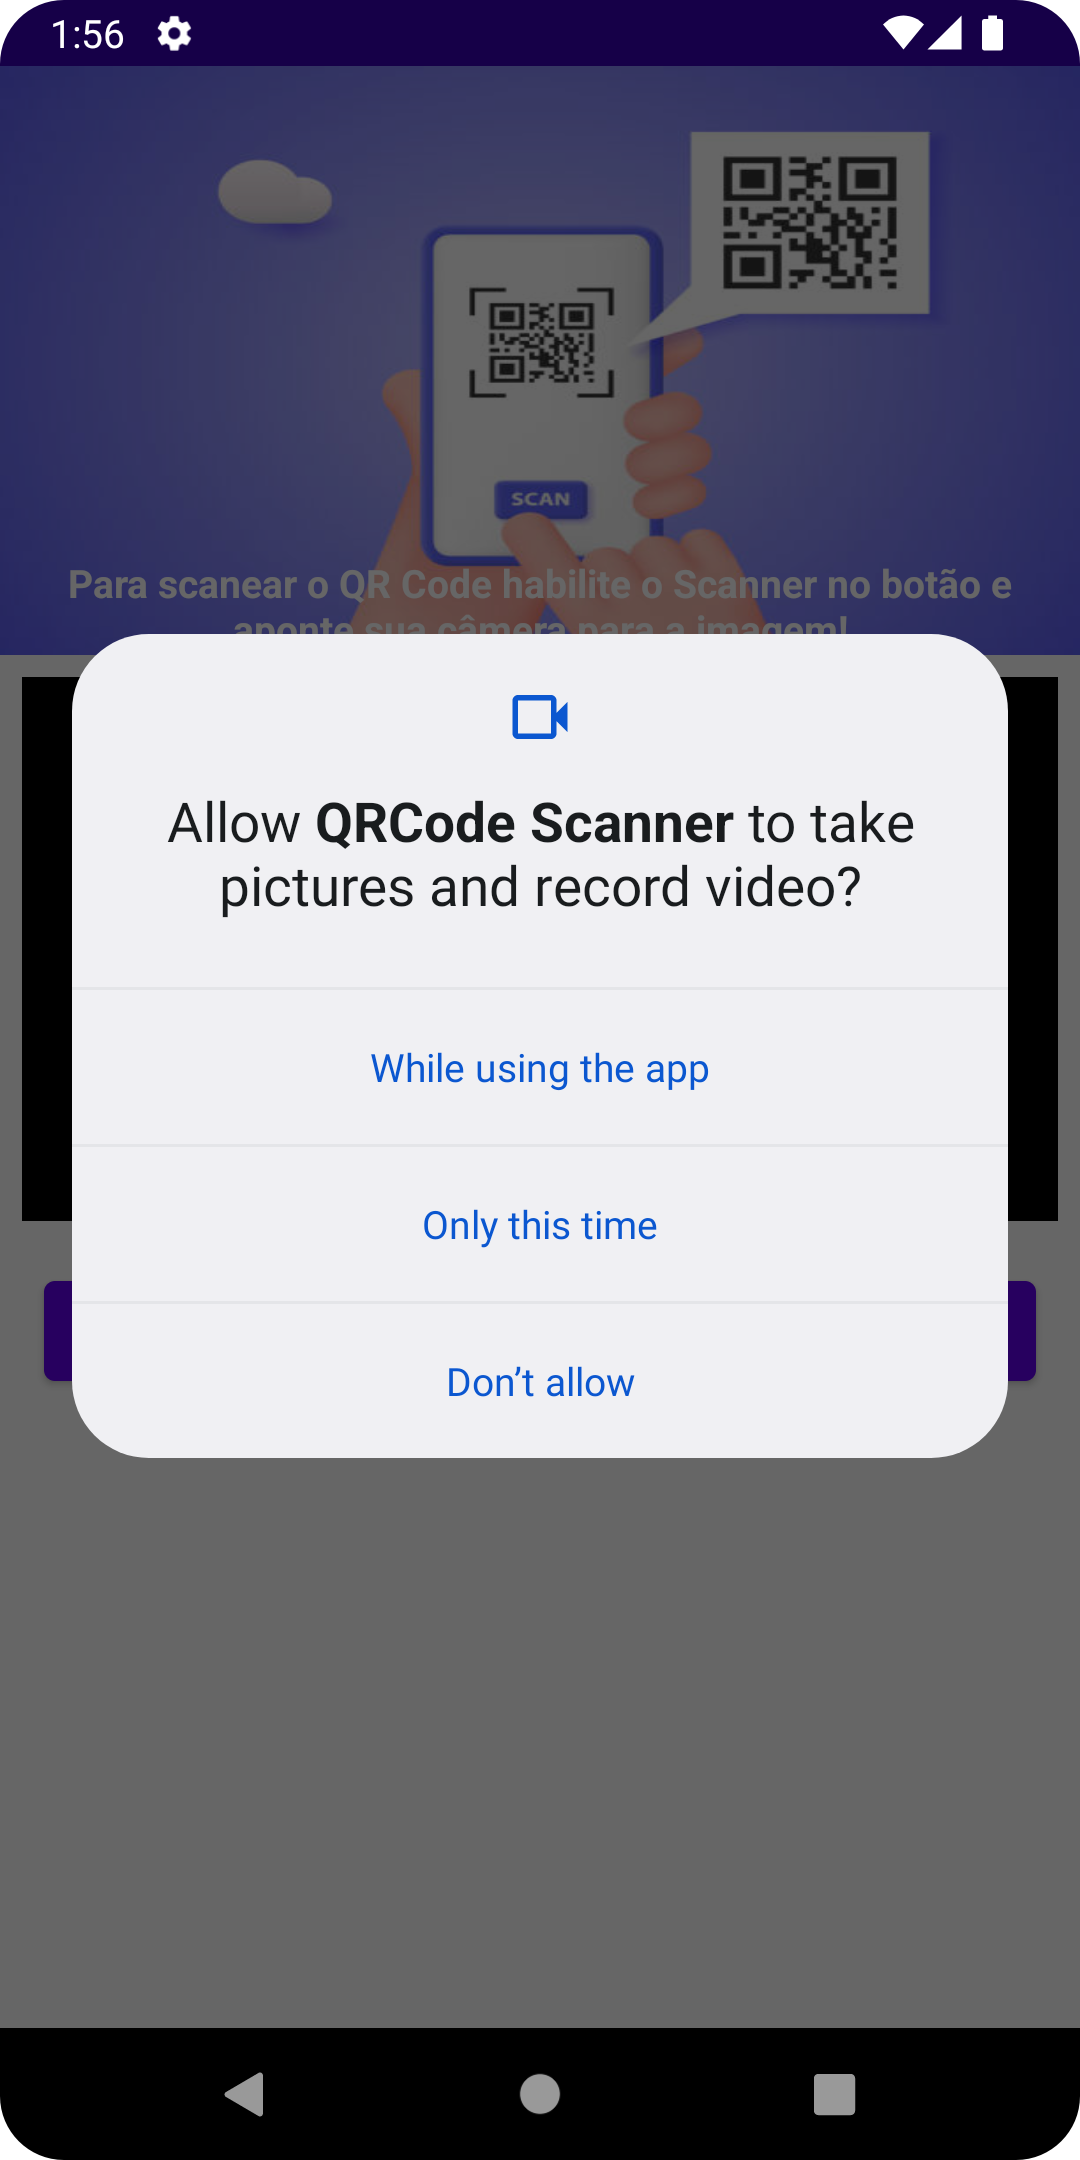 1:56
SCAN
Para scanear o QR Code habilite o Scanner no botão e
aponte sua câmera para a imagem!
Allow QRCode Scanner to take
pictures and record video?
While using the app
Only this time
Don’t allow